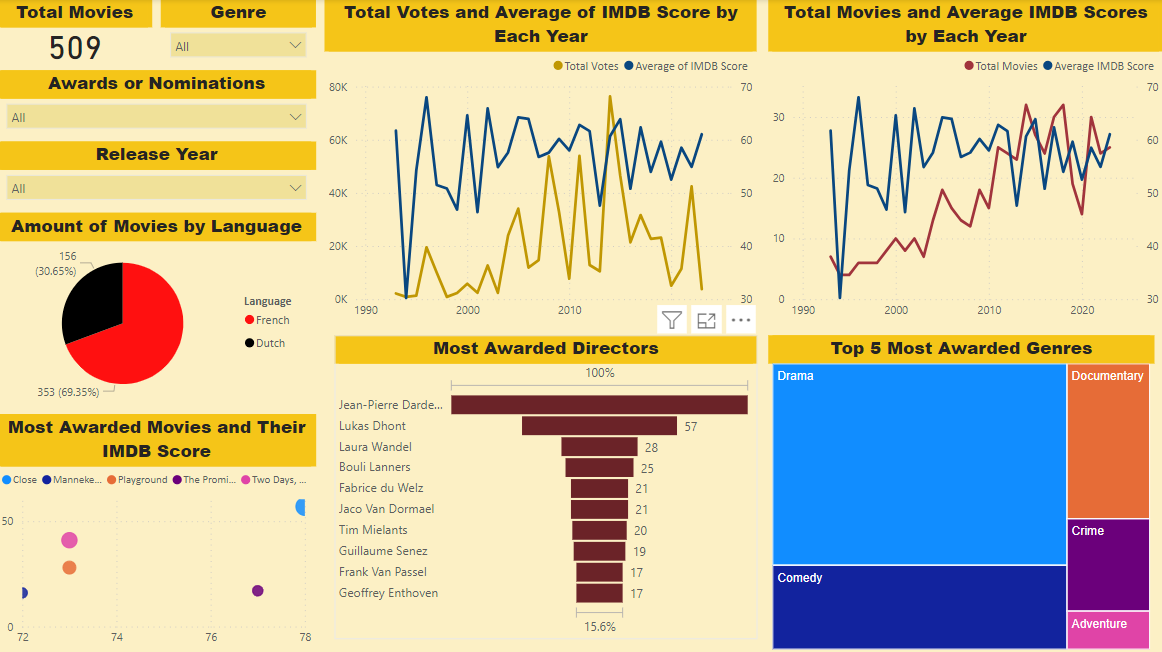 Total Movies
509
Genre
All
Awards or Nominations
All
Release Year
All
Amount of Movies by Language
156
(30.65%)
353 (69.35%)
Language
French
Dutch
Most Awarded Movies and Their
IMDB Score
Close Manneke... Playground The Promi... Two Days, ...
50
0
72 74 76 78
Total Votes and Average of IMDB Score by
Each Year
Total Votes Average of IMDB Score
80K 70
60K 60
40K 50
20K 40
0K 30
1990 2000 2010
Most Awarded Directors
100%
Jean-Pierre Darde...
Lukas Dhont 57
Laura Wandel 28
Bouli Lanners 25
Fabrice du Welz 21
Jaco Van Dormael 21
Tim Mielants 20
Guillaume Senez 19
Frank Van Passel 17
Geoffrey Enthoven 17
15.6%
Total Movies and Average IMDB Scores
by Each Year
Total Movies Average IMDB Score
70
30 60
20 50
10 40
0 30
1990 2000 2010 2020
Top 5 Most Awarded Genres
Drama
Documentary
Crime
Comedy
Adventure